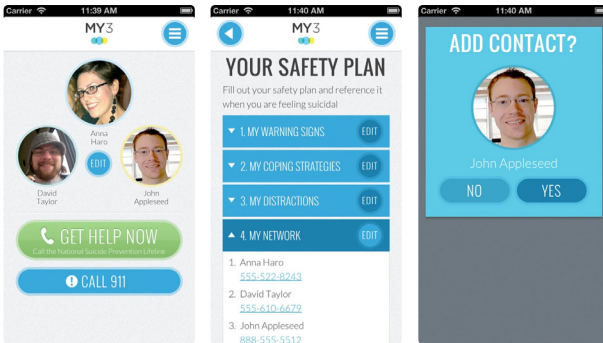 Carrier 11:39 AM
MY3
Anna
Haro
EDIT
David
Taylor
John
Appleseed
GET HELP NOW
Call the National Suicide Prevention Lifeline
CALL 911
Carrier 11:40 AM
MY3
YOUR SAFETY PLAN
Fill out your safety plan and reference it
when you are feeling suicidal
1. MY WARNING SIGNS EDIT
2. MY COPING STRATEGIES EDIT
3. MY DISTRACTIONS EDIT
4. MY NETWORK EDIT
1. Anna Haro
555-522-8243
2. David Taylor
555-610-6679
3. John Appleseed
888-555-5512
Carrier 11:40 AM
ADD CONTACT?
John Appleseed
NO YES